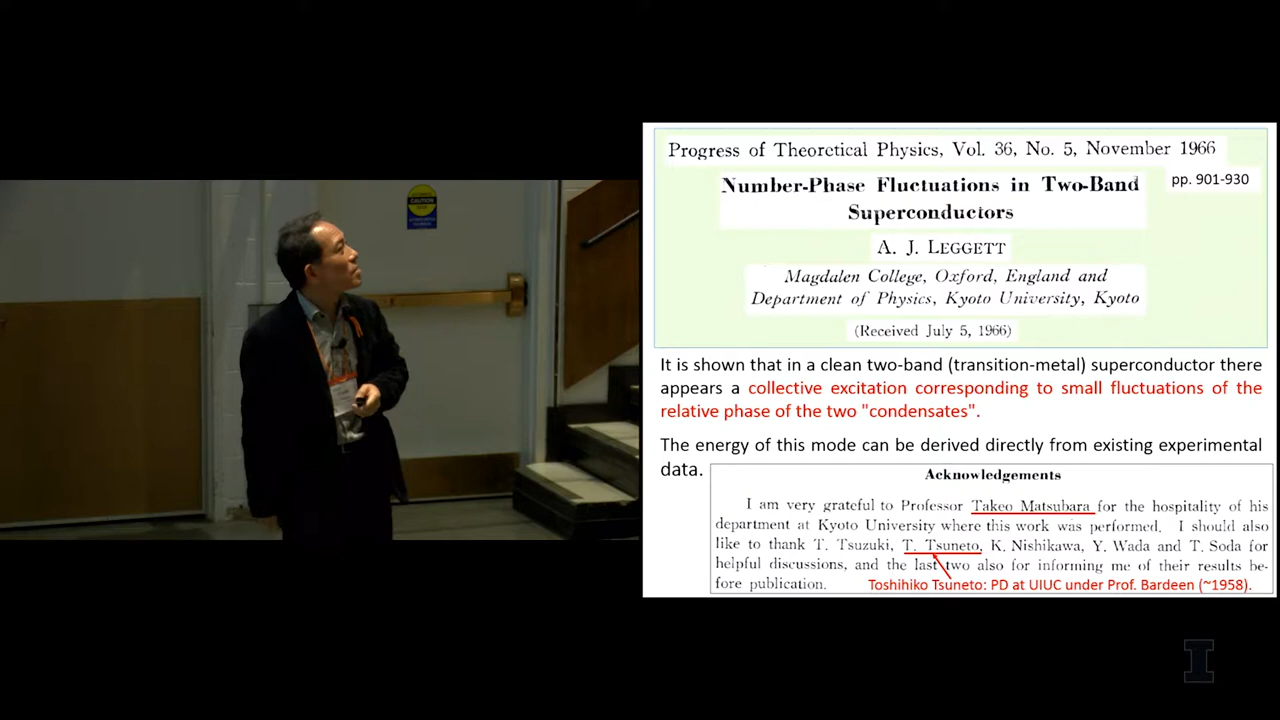 CAUTION
Progress of Theoretical Physics, Vol. 36, No. 5, November 1966
Number-Phase Fluctuations in Two-Band
Superconductors
pp. 901-930
A. J. LEGGETT
Magdalen College, Oxford, England and
Department of Physics, Kyoto University, Kyoto
(Received July 5, 1966)
It is shown that in a clean two-band (transition-metal) superconductor there
appears a collective excitation corresponding to small fluctuations of the
relative phase of the two "condensates".
The energy of this mode can be derived directly from existing experimental
data.
Acknowledgements
I am very grateful to Professor Takeo Matsubara for the hospitality of his
department at Kyoto University where this work was performed. I should also
like to thank T. Tsuzuki, T. Tsuneto, K. Nishikawa, Y. Wada and T. Soda for
helpful discussions, and the last two also for informing me of their results be-
fore publication.
Toshihiko Tsuneto: PD at UIUC under Prof. Bardeen (~1958).
I